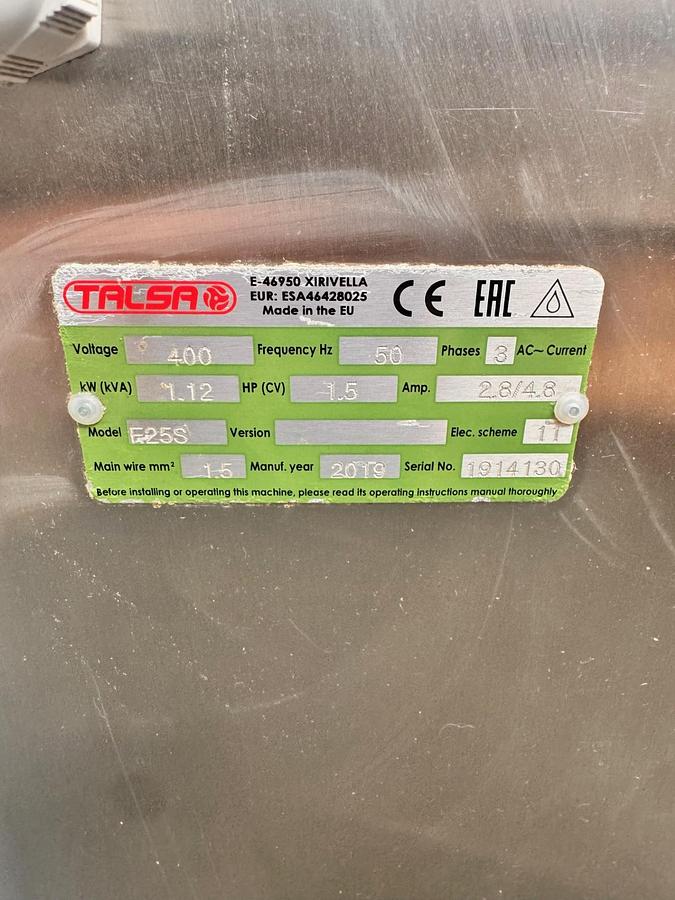 TALSA
E-46950 XIRIVELLA
EUR: ESA46428025
Made in the EU
CE EAC
Voltage 400 Frequency Hz 50 Phases 3 AC~ Current
kW (kVA) 1.12 HP (CV) 1.5 Amp. 2.8/4.8
Model F25S Version Elec. scheme 11
Main wire mm² 1.5 Manuf. year 2019 Serial No. 1914130
Before installing or operating this machine, please read its operating instructions manual thoroughly